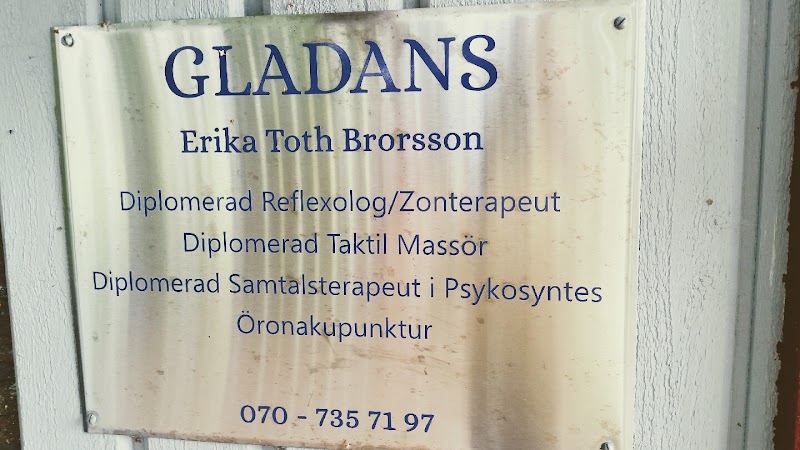 GLADANS
Erika Toth Brorsson
Diplomerad Reflexolog/Zonterapeut
Diplomerad Taktil Massör
Diplomerad Samtalsterapeut i Psykosyntes
Öronakupunktur
070 - 735 71 97